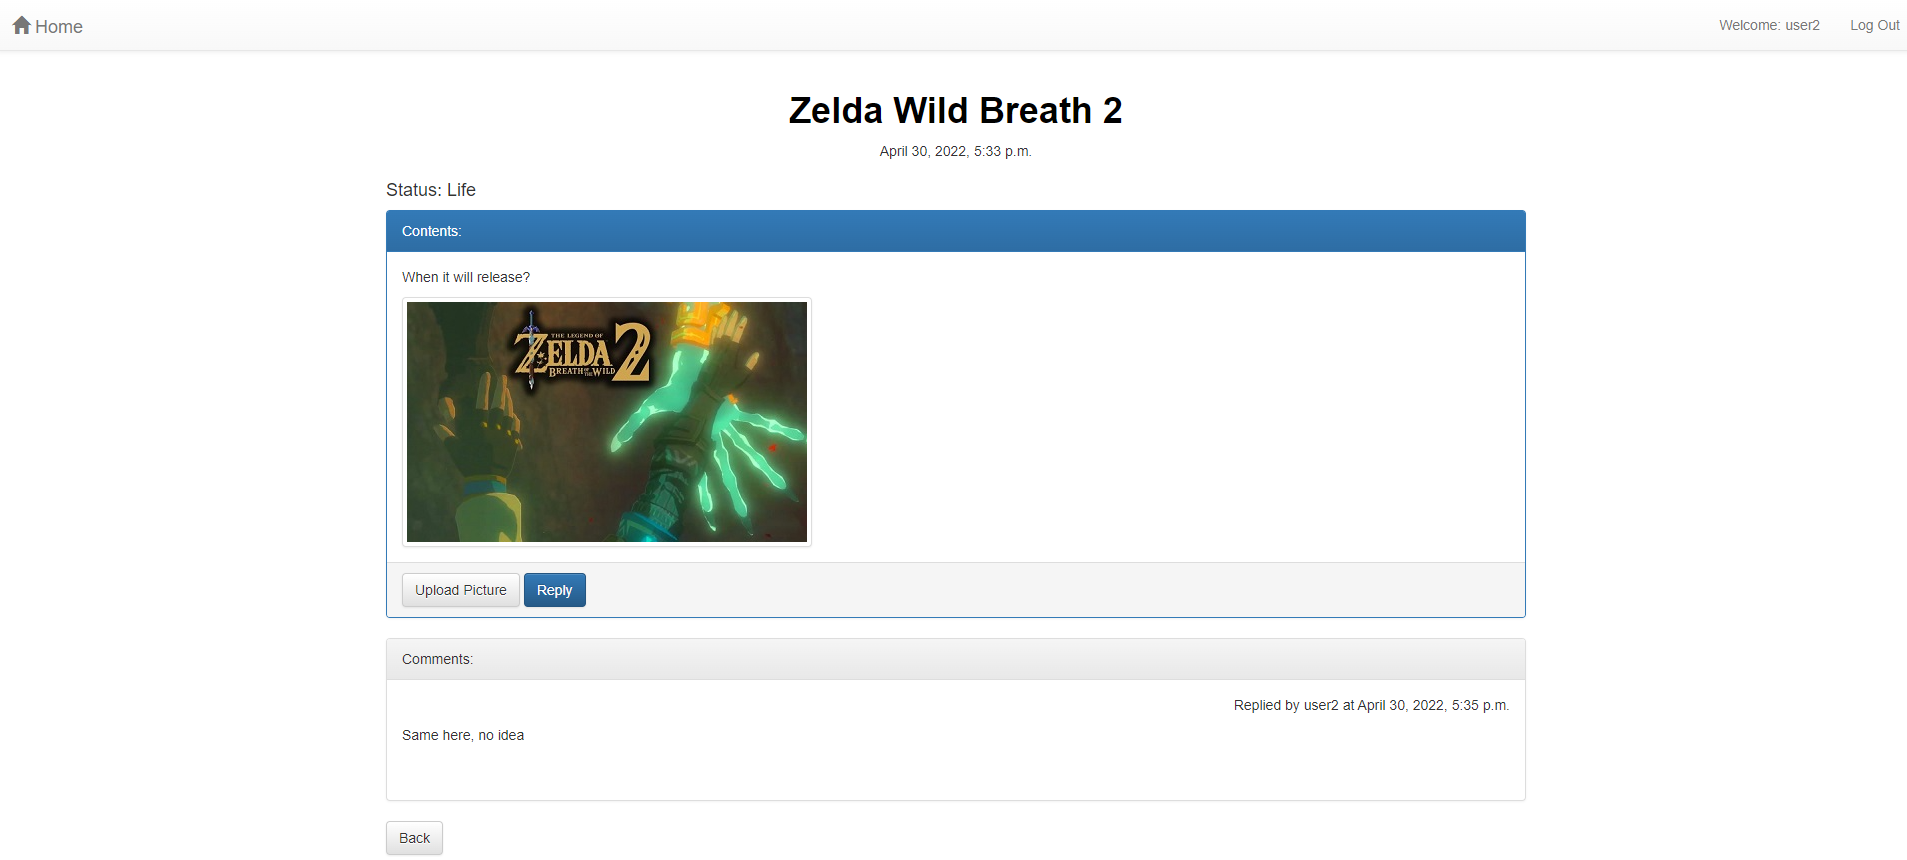 Home
Welcome: user2
Log Out
Zelda Wild Breath 2
April 30, 2022, 5:33 p.m.
Status: Life
Contents:
When it will release?
THE LEGEND OF
ZELDA 2
BREATH OF THE WILD
Upload Picture
Reply
Comments:
Replied by user2 at April 30, 2022, 5:35 p.m.
Same here, no idea
Back